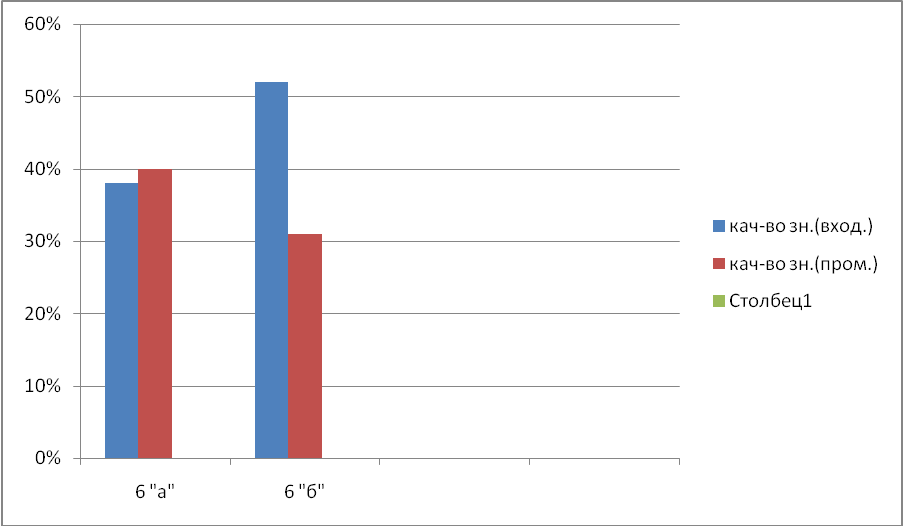 60%
50%
40%
30%
20%
10%
0%
6 "а"
6 "б"
кач-во зн.(вход.)
кач-во зн.(пром.)
Столбец1